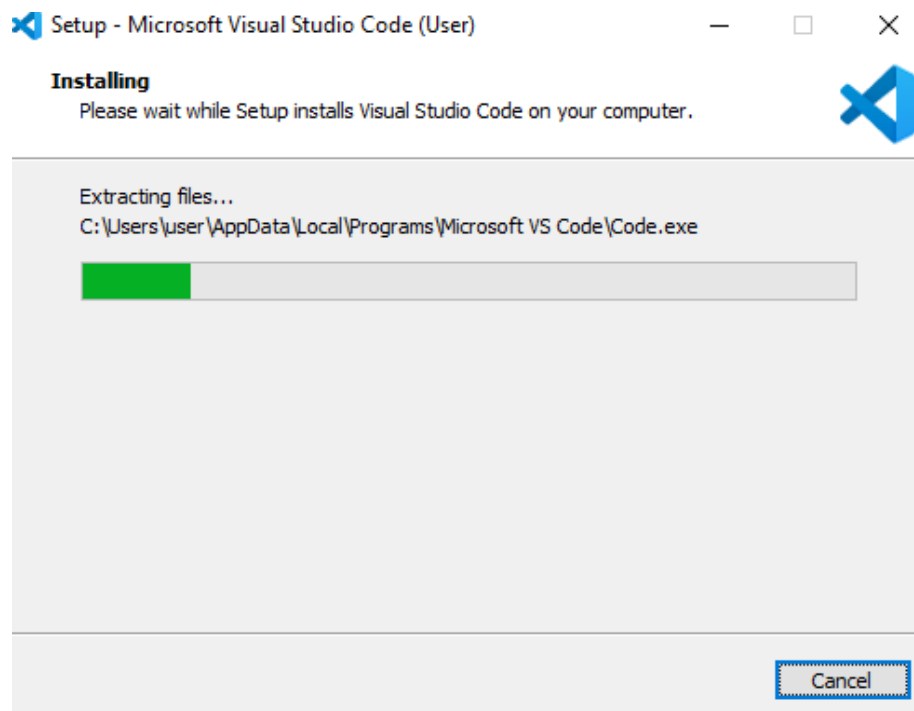 Setup - Microsoft Visual Studio Code (User)
Installing
Please wait while Setup installs Visual Studio Code on your computer.
Extracting files...
C:\Users\user\AppData\Local\Programs\Microsoft VS Code\Code.exe
Cancel